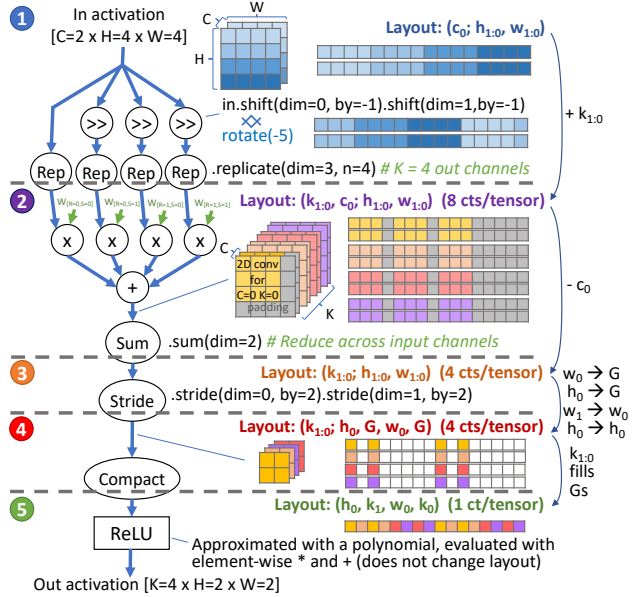 1
In activation
[C=2 x H=4 x W=4]
W
C
H
Layout: (c0; h1:0, w1:0)
>>
>>
>>
in.shift(dim=0, by=-1).shift(dim=1,by=-1)
rotate(-5)
+ k1:0
Rep
Rep
Rep
Rep
.replicate(dim=3, n=4) # K = 4 out channels
2
Layout: (k1:0, c0; h1:0, w1:0) (8 cts/tensor)
W[R=0,S=0]
W[R=0,S=1]
W[R=1,S=0]
W[R=1,S=1]
x
x
x
x
C
2D conv
for
C=0 K=0
padding
K
+
- c0
Sum
.sum(dim=2) # Reduce across input channels
3
Layout: (k1:0; h1:0, w1:0) (4 cts/tensor)
w0 → G
h0 → G
w1 → w0
h0 → h0
Stride
.stride(dim=0, by=2).stride(dim=1, by=2)
4
Layout: (k1:0; h0, G, w0, G) (4 cts/tensor)
k1:0
fills
Gs
Compact
5
Layout: (h0, k1, w0, k0) (1 ct/tensor)
ReLU
Approximated with a polynomial, evaluated with
element-wise * and + (does not change layout)
Out activation [K=4 x H=2 x W=2]